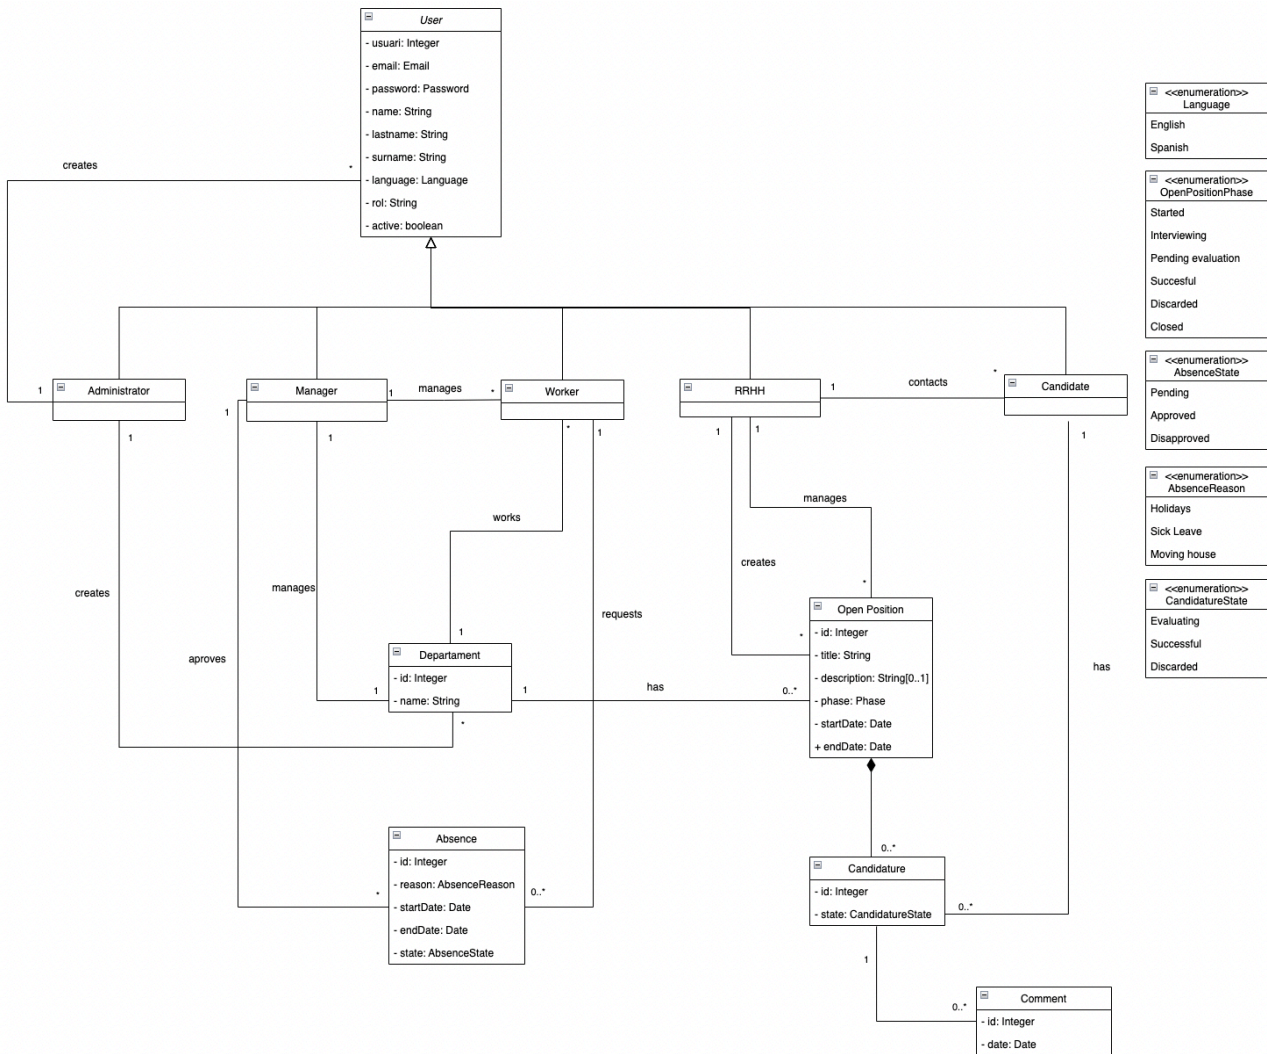 User
- usuari: Integer
- email: Email
- password: Password
- name: String
- lastname: String
- surname: String
- language: Language
- rol: String
- active: boolean
creates
*
1
<<enumeration>>
Language
English
Spanish
<<enumeration>>
OpenPositionPhase
Started
Interviewing
Pending evaluation
Succesful
Discarded
Closed
<<enumeration>>
AbsenceState
Pending
Approved
Disapproved
<<enumeration>>
AbsenceReason
Holidays
Sick Leave
Moving house
<<enumeration>>
CandidatureState
Evaluating
Successful
Discarded
Administrator
Manager
1
manages
*
Worker
RRHH
1
contacts
*
Candidate
1
1
1
*
1
1
1
1
works
manages
creates
creates
manages
requests
aproves
has
1
*
*
Departament
- id: Integer
- name: String
1
*
1
has
0..*
Open Position
- id: Integer
- title: String
- description: String[0..1]
- phase: Phase
- startDate: Date
+ endDate: Date
Absence
- id: Integer
- reason: AbsenceReason
- startDate: Date
- endDate: Date
- state: AbsenceState
*
0..*
0..*
Candidature
- id: Integer
- state: CandidatureState
0..*
1
0..*
Comment
- id: Integer
- date: Date